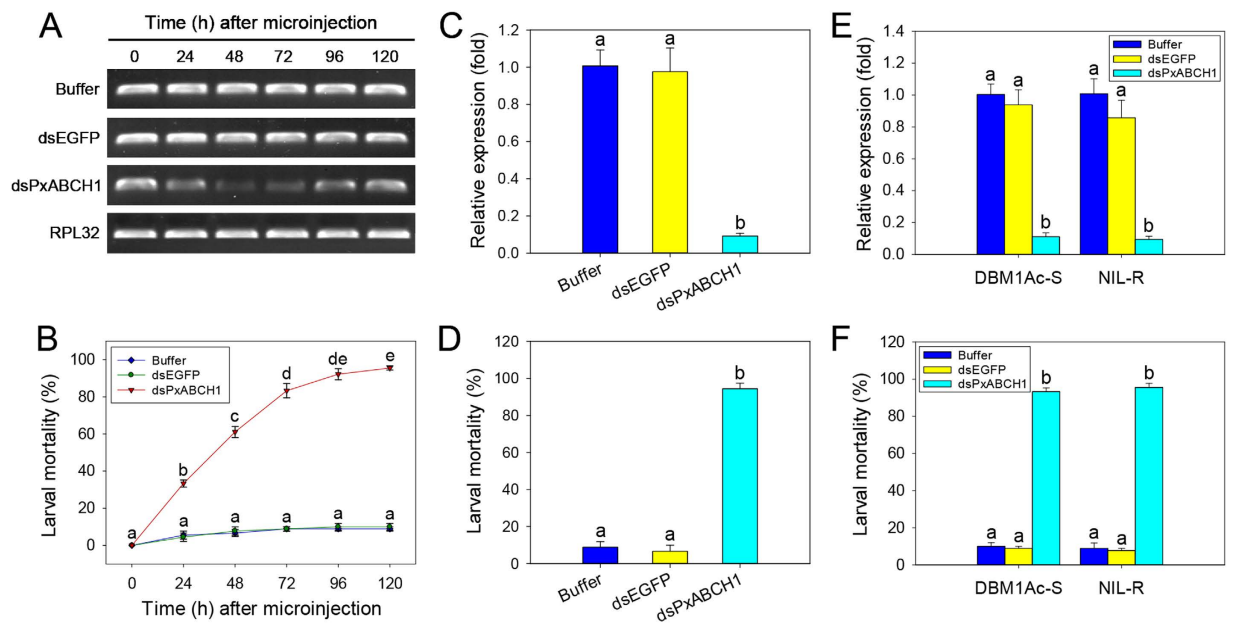 A
Time (h) after microinjection
0 24 48 72 96 120
Buffer
dsEGFP
dsPxABCH1
RPL32
B
Larval mortality (%)
100
80
60
40
20
0
Buffer
dsEGFP
dsPxABCH1
a
b
c
d
de
e
a a a a a
0 24 48 72 96 120
Time (h) after microinjection
C
Relative expression (fold)
1.2
1.0
0.8
0.6
0.4
0.2
0.0
a a b
Buffer dsEGFP dsPxABCH1
D
Larval mortality (%)
120
100
80
60
40
20
0
a a b
Buffer dsEGFP dsPxABCH1
E
Relative expression (fold)
1.4
1.2
1.0
0.8
0.6
0.4
0.2
0.0
Buffer
dsEGFP
dsPxABCH1
a a b a a b
DBM1Ac-S NIL-R
F
Larval mortality (%)
120
100
80
60
40
20
0
Buffer
dsEGFP
dsPxABCH1
a a b a a b
DBM1Ac-S NIL-R